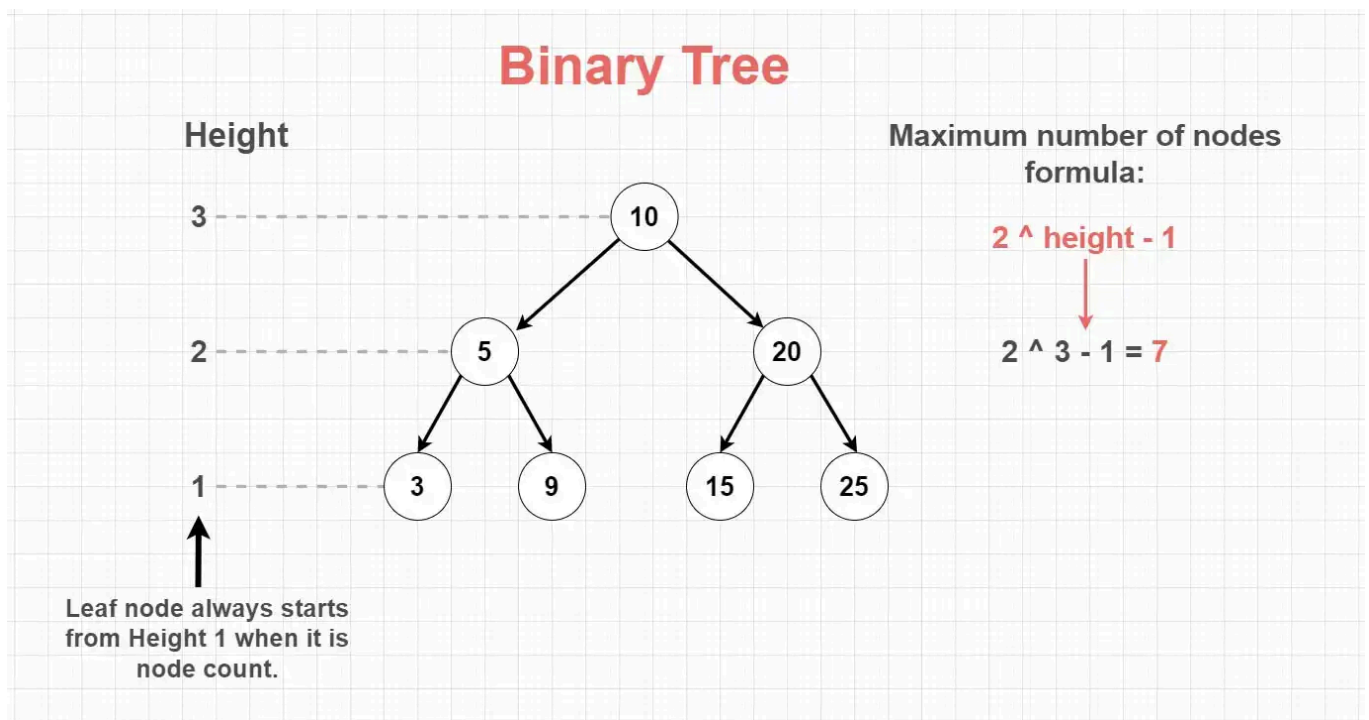 Binary Tree
Height
Maximum number of nodes
formula:
3
10
2 ^ height - 1
2
5
20
2 ^ 3 - 1 = 7
1
3
9
15
25
Leaf node always starts
from Height 1 when it is
node count.